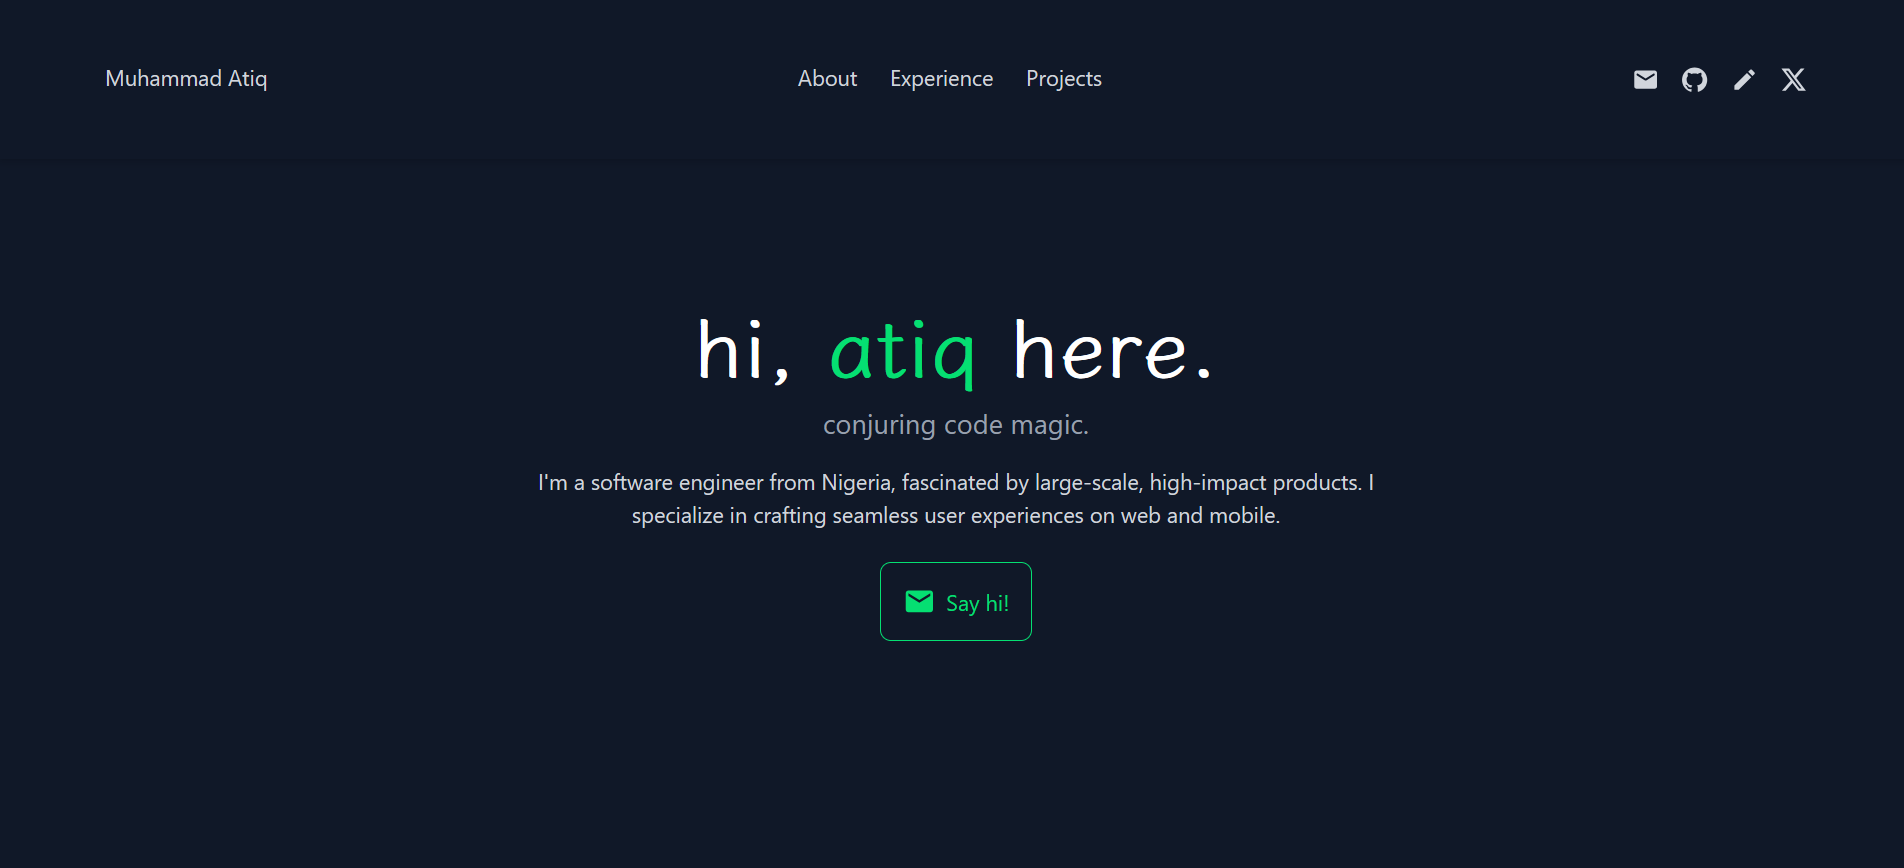 Muhammad Atiq
About
Experience
Projects
hi, atiq here.
conjuring code magic.
I'm a software engineer from Nigeria, fascinated by large-scale, high-impact products. I
specialize in crafting seamless user experiences on web and mobile.
Say hi!